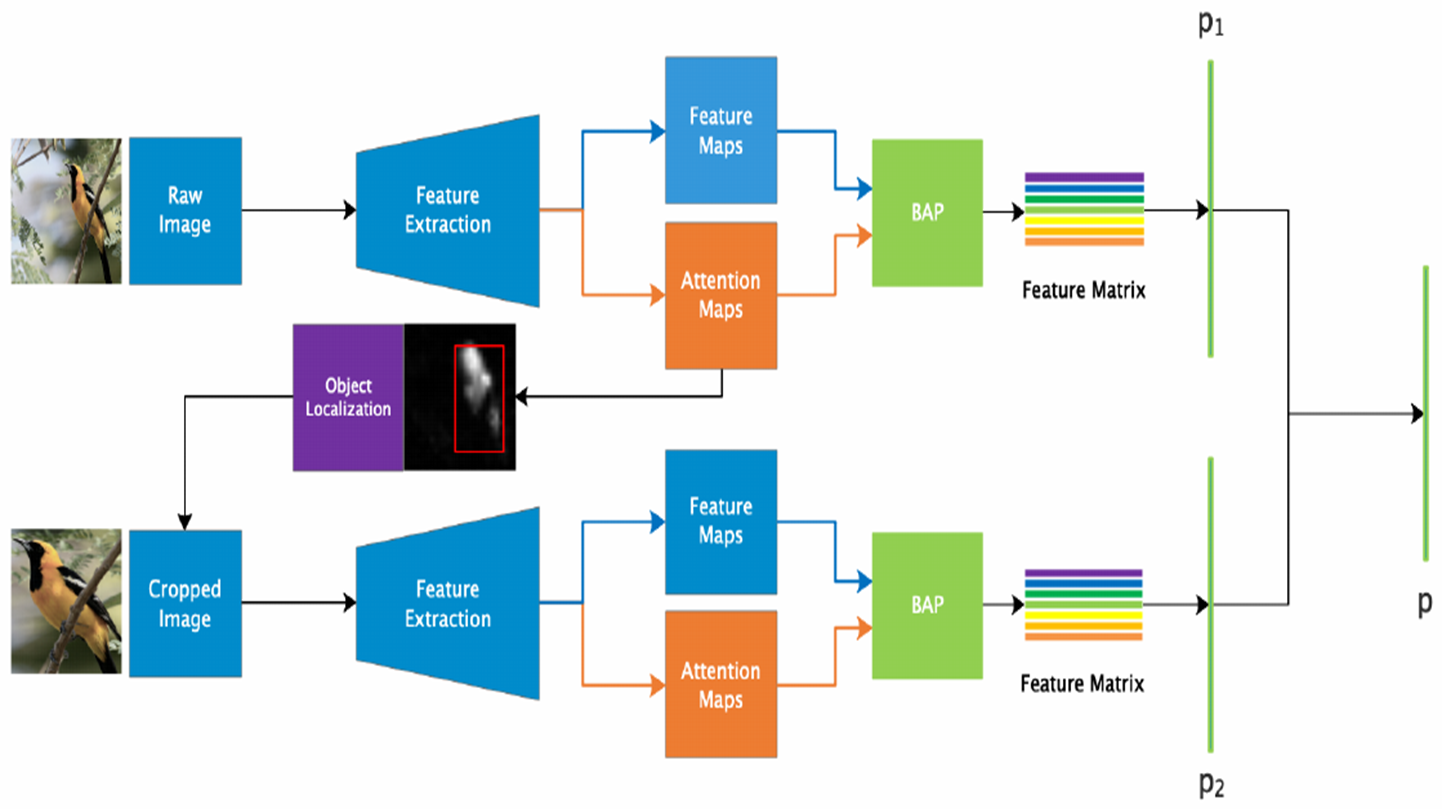 p1
Raw
Image
Feature
Extraction
Feature
Maps
Attention
Maps
BAP
Feature Matrix
Object
Localization
Cropped
Image
Feature
Extraction
Feature
Maps
Attention
Maps
BAP
Feature Matrix
p2
p